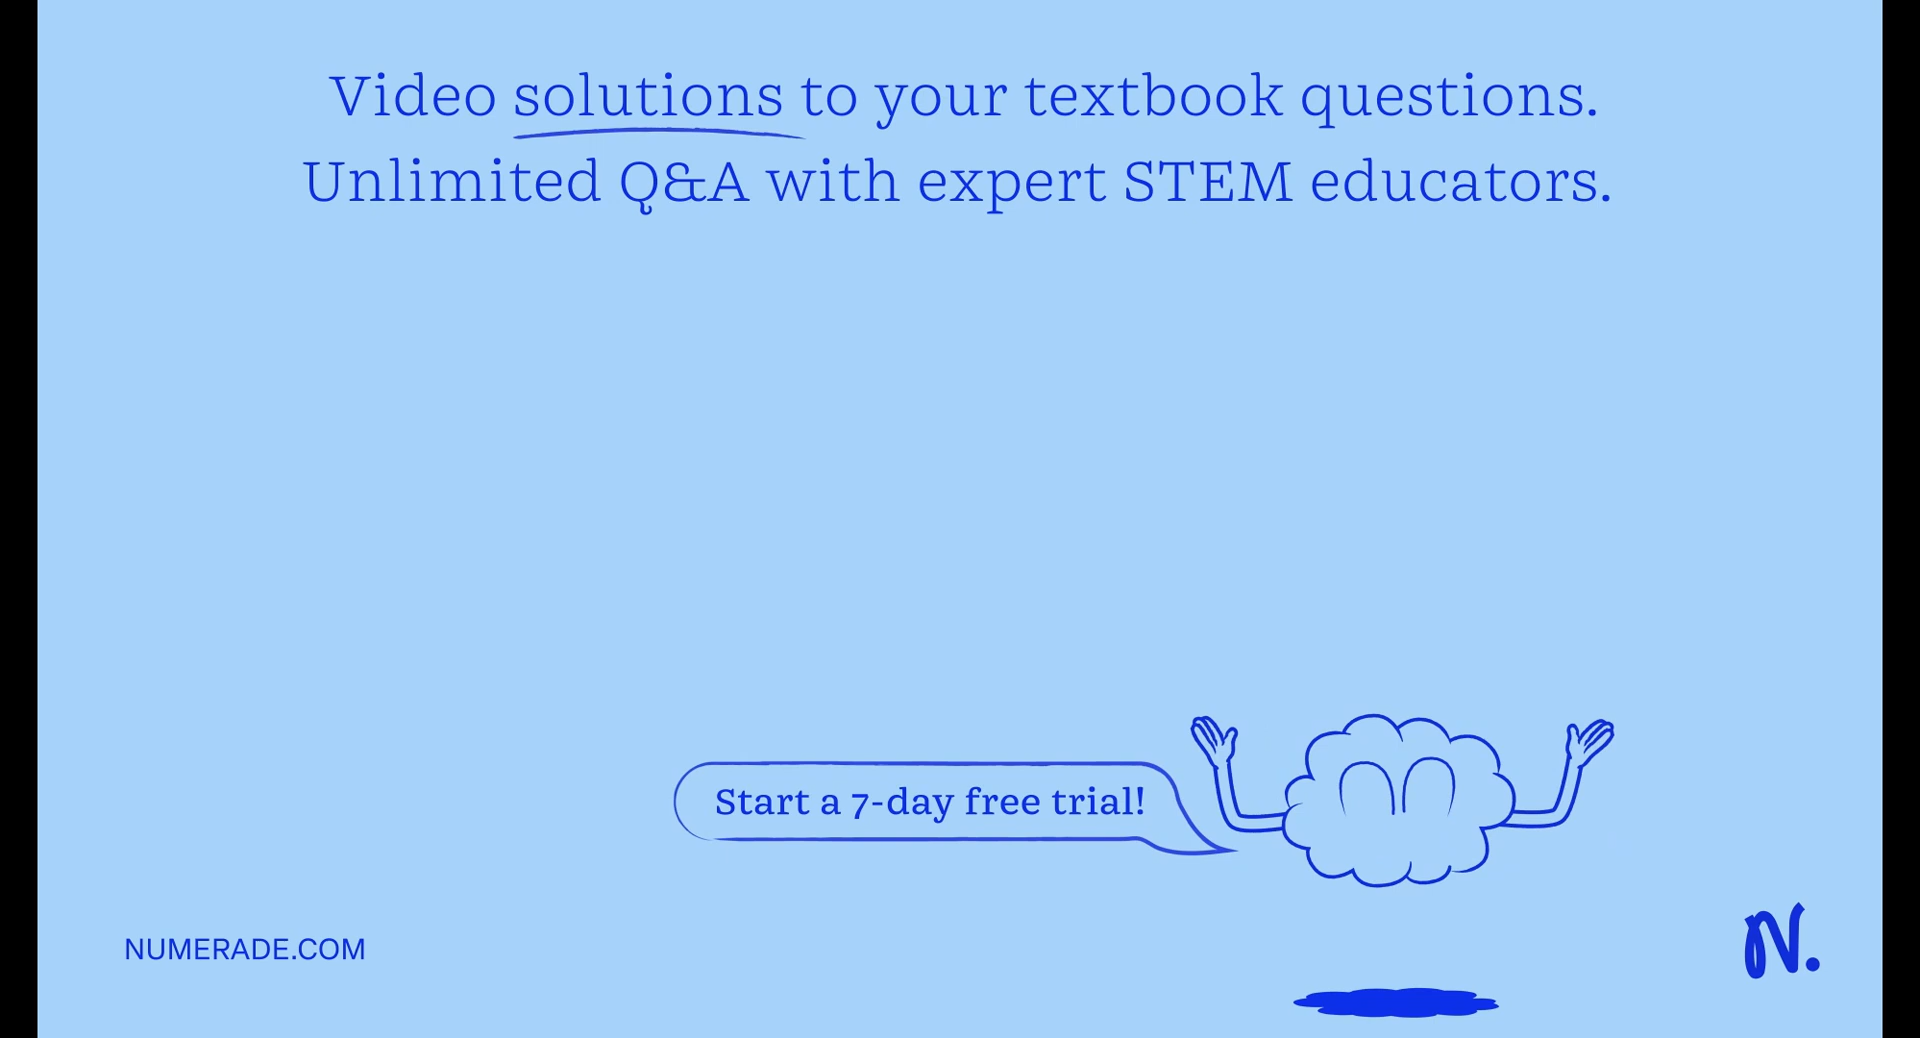 Video solutions to your textbook questions.
Unlimited Q&A with expert STEM educators.
Start a 7-day free trial!
NUMERADE.COM
N.